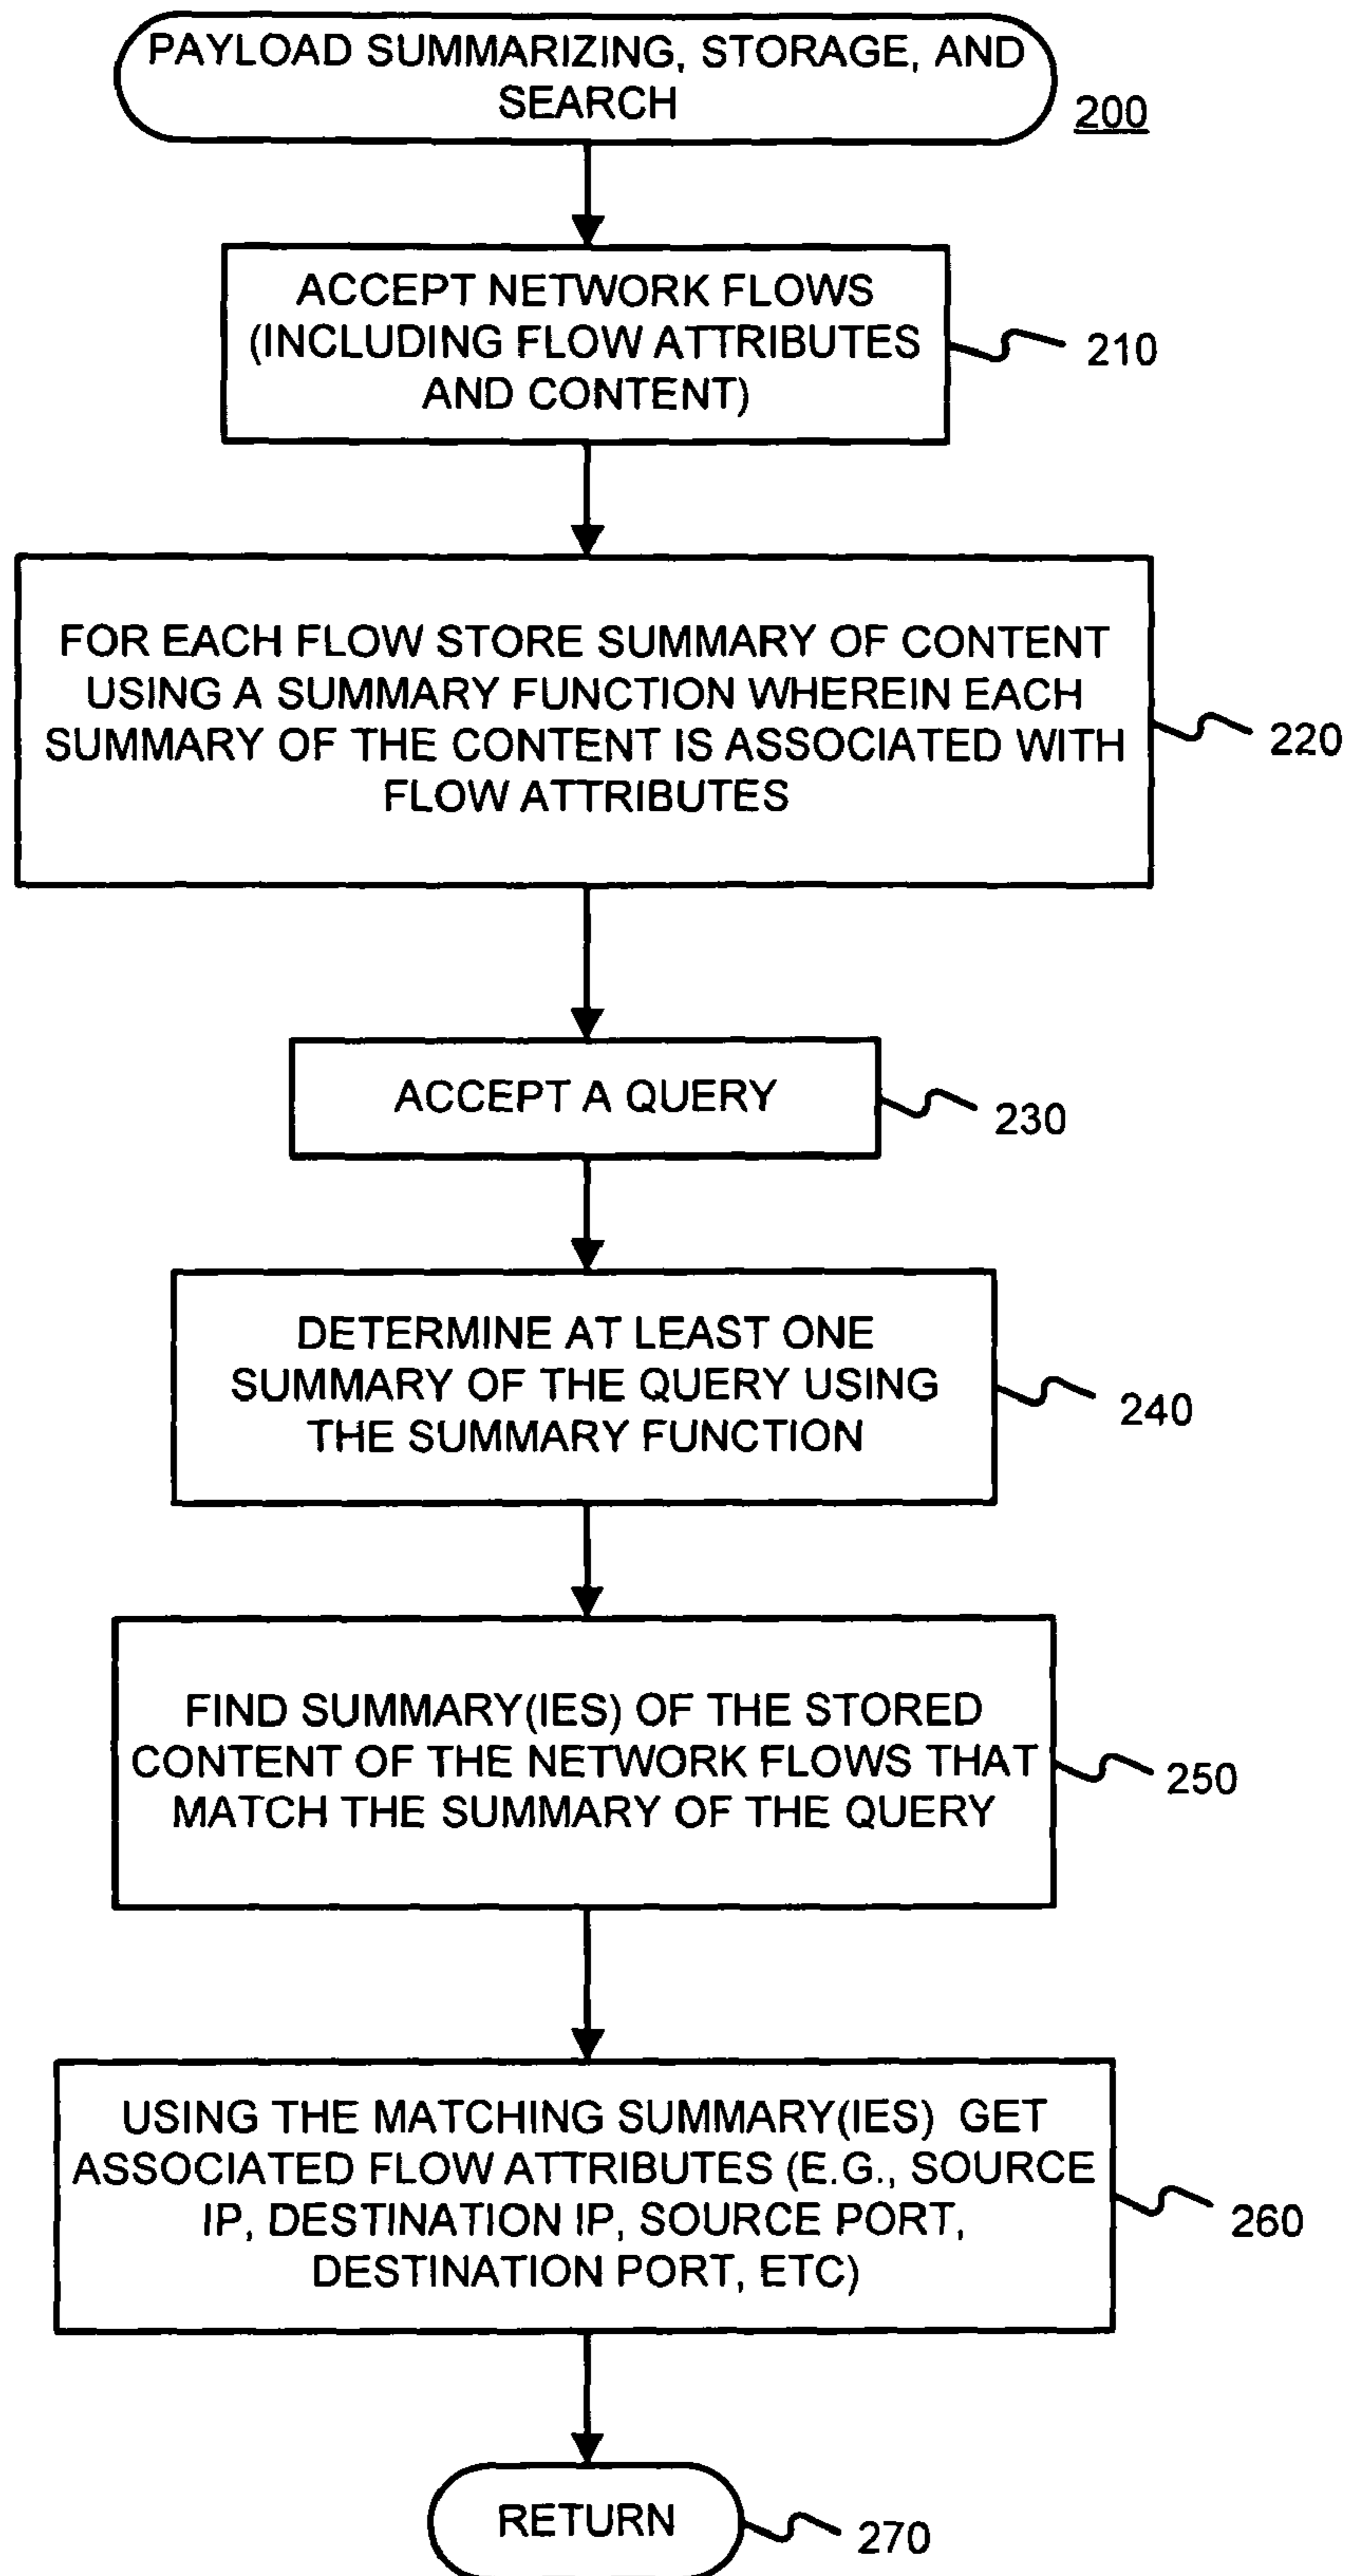 PAYLOAD SUMMARIZING, STORAGE, AND
SEARCH
200
ACCEPT NETWORK FLOWS
(INCLUDING FLOW ATTRIBUTES
AND CONTENT)
210
FOR EACH FLOW STORE SUMMARY OF CONTENT
USING A SUMMARY FUNCTION WHEREIN EACH
SUMMARY OF THE CONTENT IS ASSOCIATED WITH
FLOW ATTRIBUTES
220
ACCEPT A QUERY
230
DETERMINE AT LEAST ONE
SUMMARY OF THE QUERY USING
THE SUMMARY FUNCTION
240
FIND SUMMARY(IES) OF THE STORED
CONTENT OF THE NETWORK FLOWS THAT
MATCH THE SUMMARY OF THE QUERY
250
USING THE MATCHING SUMMARY(IES) GET
ASSOCIATED FLOW ATTRIBUTES (E.G., SOURCE
IP, DESTINATION IP, SOURCE PORT,
DESTINATION PORT, ETC)
260
RETURN
270